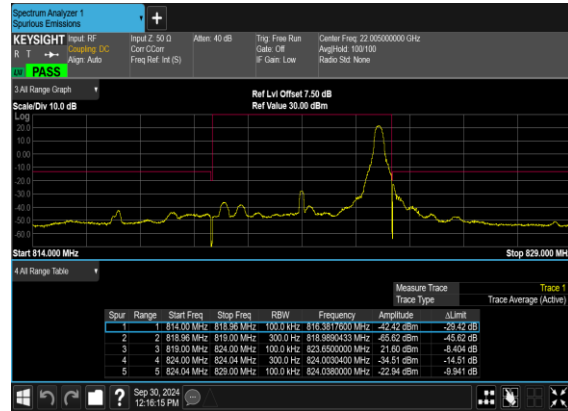 Spectrum Analyzer 1
Spurious Emissions
KEYSIGHT Input: RF Input Z: 50 Ω Atten: 40 dB Trig: Free Run Center Freq: 22.005000000 GHz
R T Coupling: DC Corr CCorr Gate: Off Avg|Hold: 100/100
Align: Auto Freq Ref: Int (S) IF Gain: Low Radio Std: None
LW PASS
3 All Range Graph
Ref Lvl Offset 7.50 dB
Scale/Div 10.0 dB Ref Value 30.00 dBm
Log
20.0
10.0
0.00
-10.0
-20.0
-30.0
-40.0
-50.0
-60.0
Start 814.000 MHz Stop 829.000 MH
4 All Range Table
Measure Trace Trace 1
Trace Type Trace Average (Active)
Spur Range Start Freq Stop Freq RBW Frequency Amplitude ΔLimit
1 1 814.00 MHz 818.96 MHz 100.0 kHz 816.3817600 MHz -42.42 dBm -29.42 dB
2 2 818.96 MHz 819.00 MHz 300.0 Hz 818.9890433 MHz -65.62 dBm -45.62 dB
3 3 819.00 MHz 824.00 MHz 100.0 kHz 823.6500000 MHz 21.60 dBm -8.404 dB
4 4 824.00 MHz 824.04 MHz 300.0 Hz 824.0030400 MHz -34.51 dBm -14.51 dB
5 5 824.04 MHz 829.00 MHz 100.0 kHz 824.0380000 MHz -22.94 dBm -9.941 dB
Sep 30, 2024
12:16:15 PM